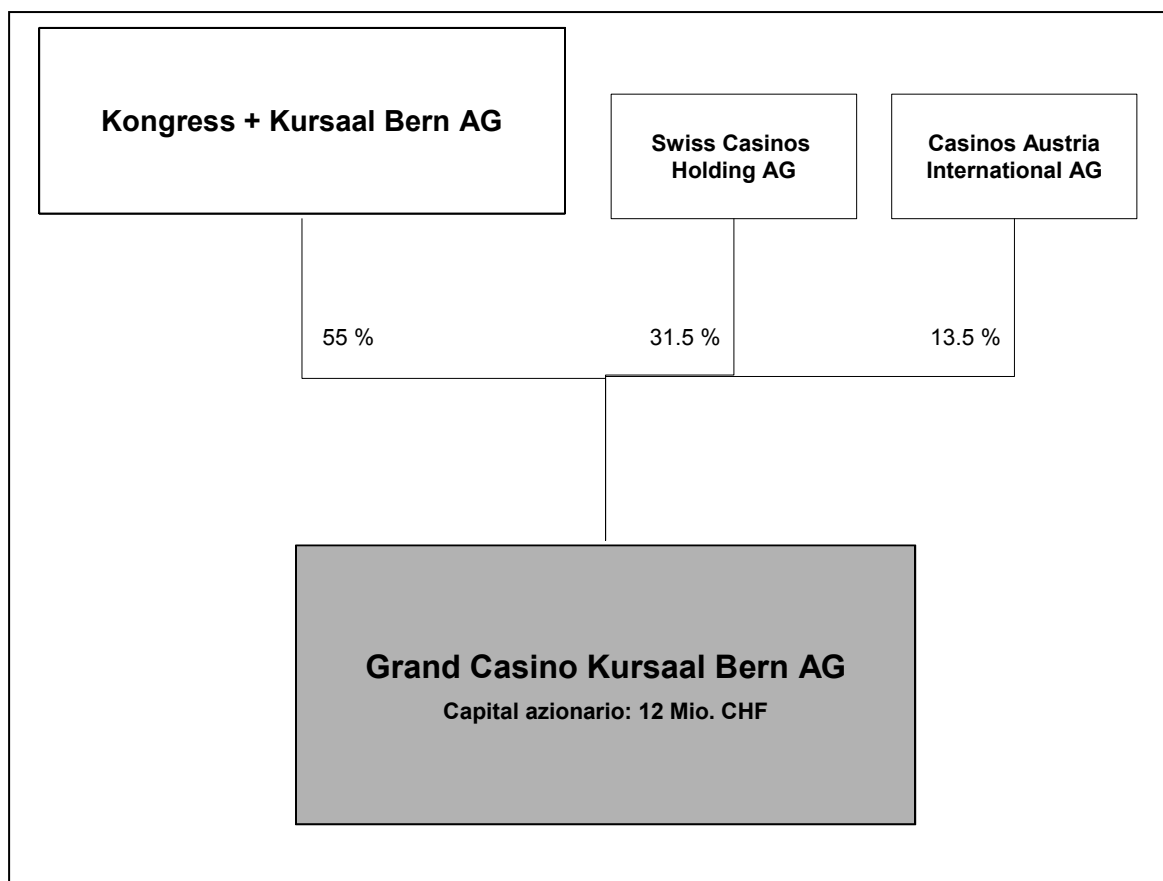 Kongress + Kursaal Bern AG
Swiss Casinos
Holding AG
Casinos Austria
International AG
55 %
31.5 %
13.5 %
Grand Casino Kursaal Bern AG
Capital azionario: 12 Mio. CHF